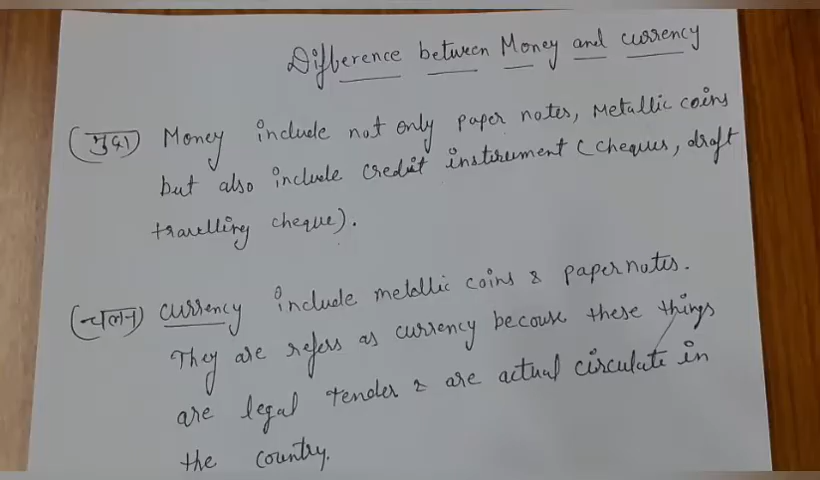 Difference between Money and currency
(मुद्रा) Money include not only paper notes, Metallic coins
but also include credit instirument (cheques, draft
travelling cheque).
(चलन) currency include metallic coins & paper notes.
They are refers as currency because these things
are legal tender & are actual circulate in
the country.